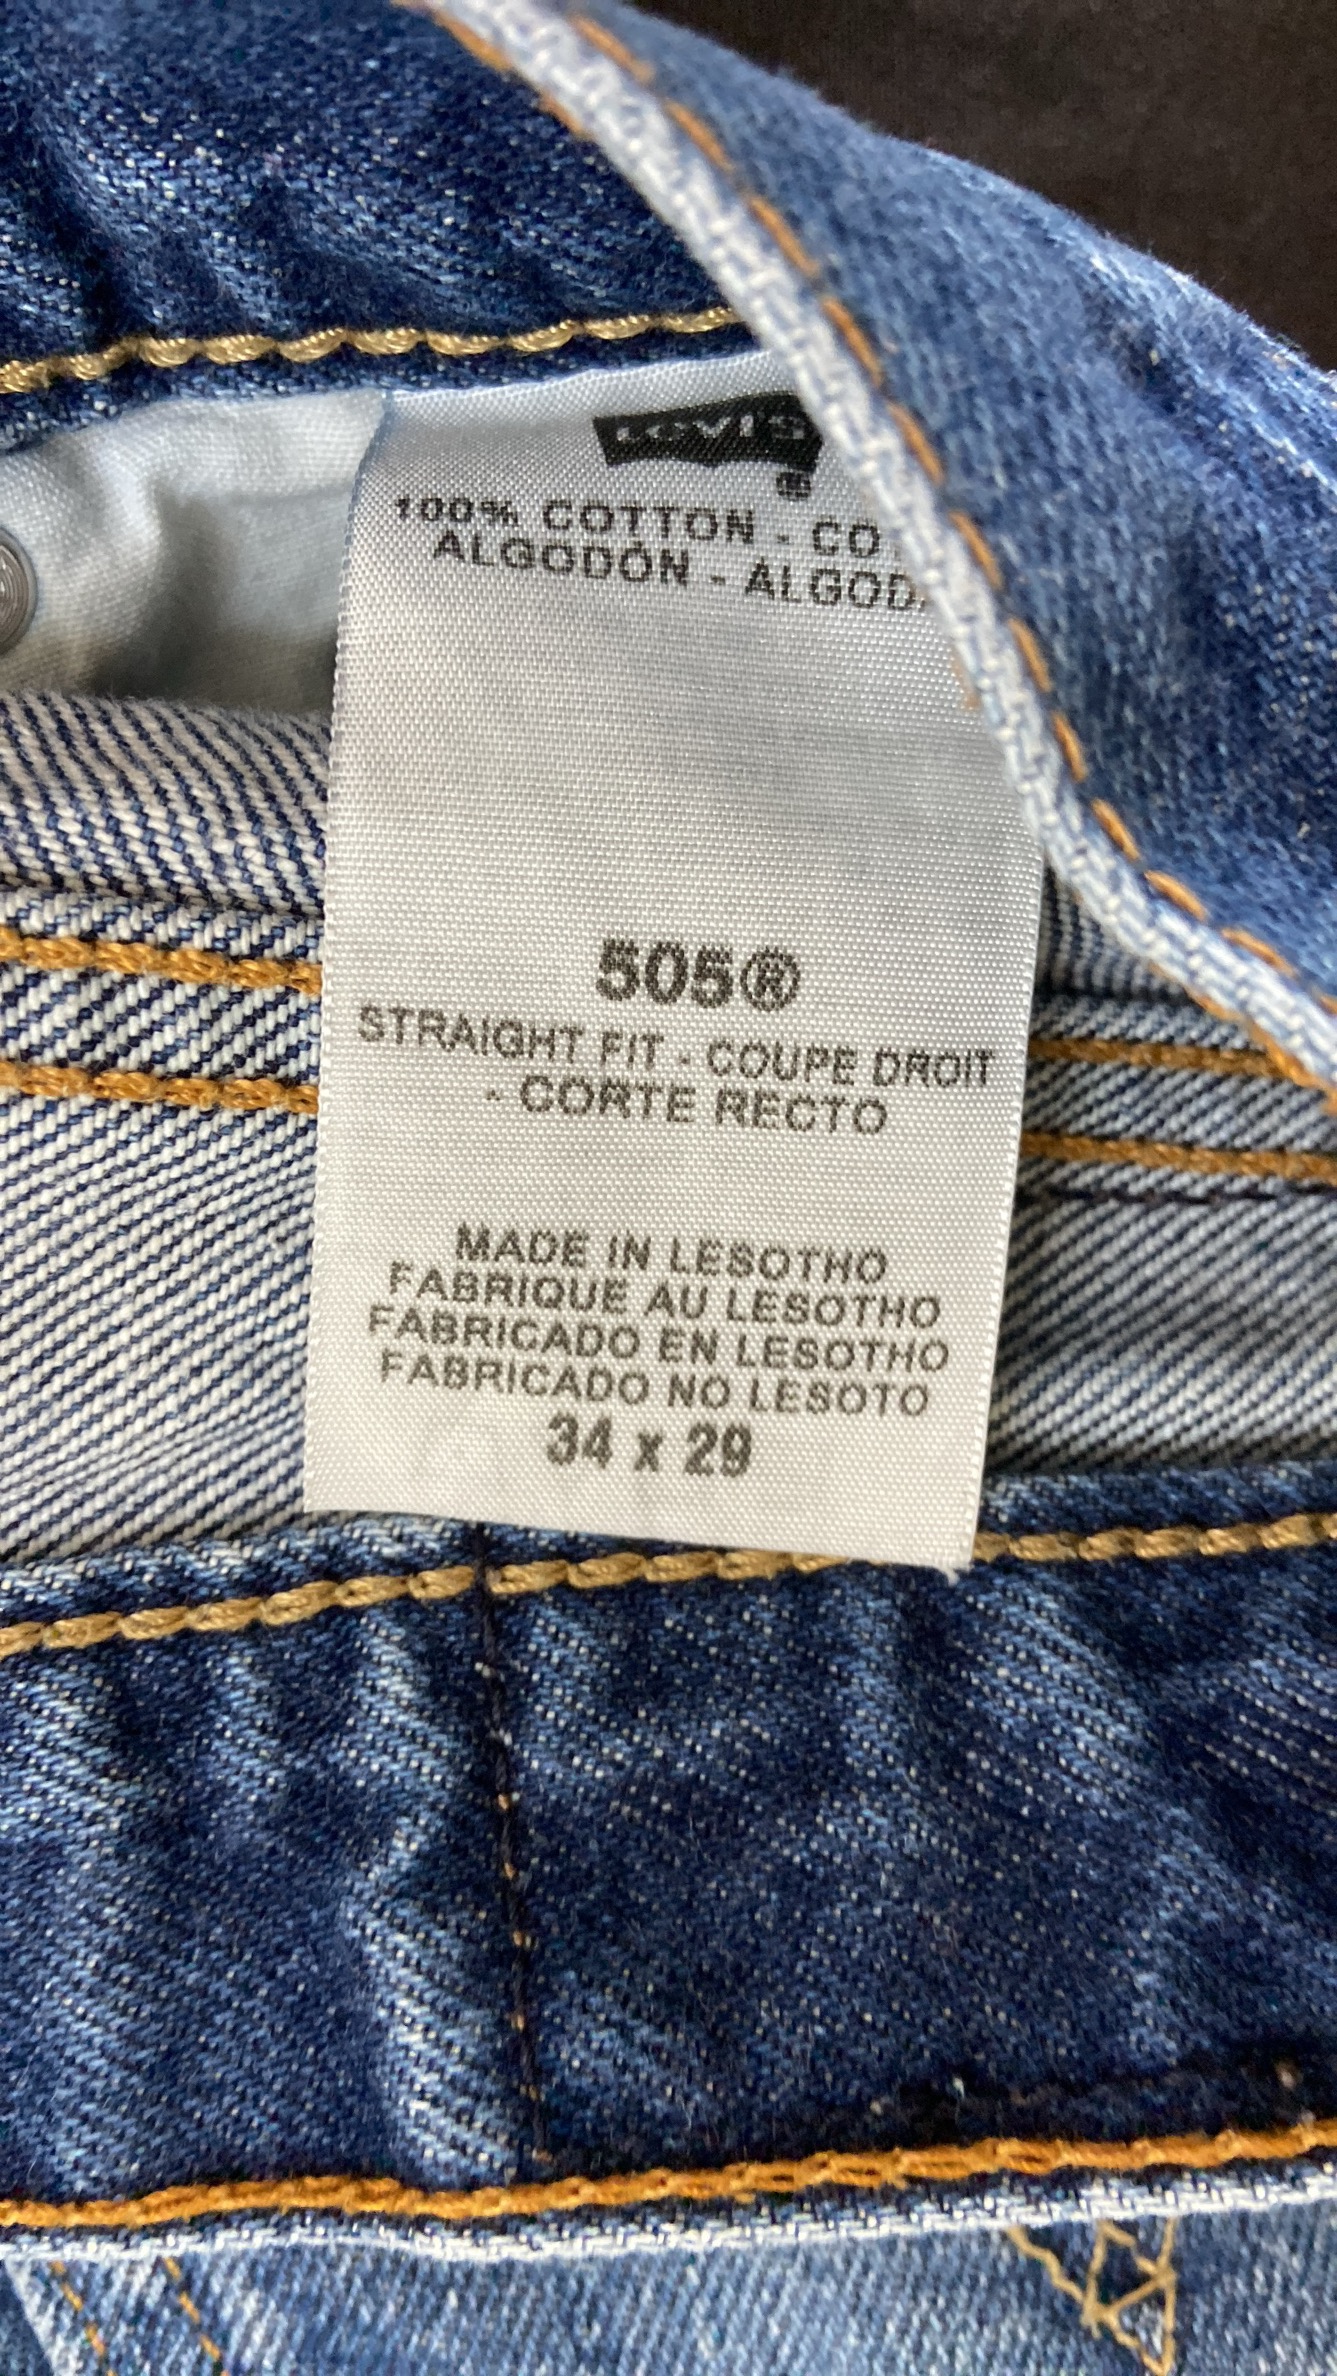 Levi's
®
100% COTTON - CO
ALGODÓN - ALGOD
505®
STRAIGHT FIT - COUPE DROIT
- CORTE RECTO
MADE IN LESOTHO
FABRIQUE AU LESOTHO
FABRICADO EN LESOTHO
FABRICADO NO LESOTO
34 x 29